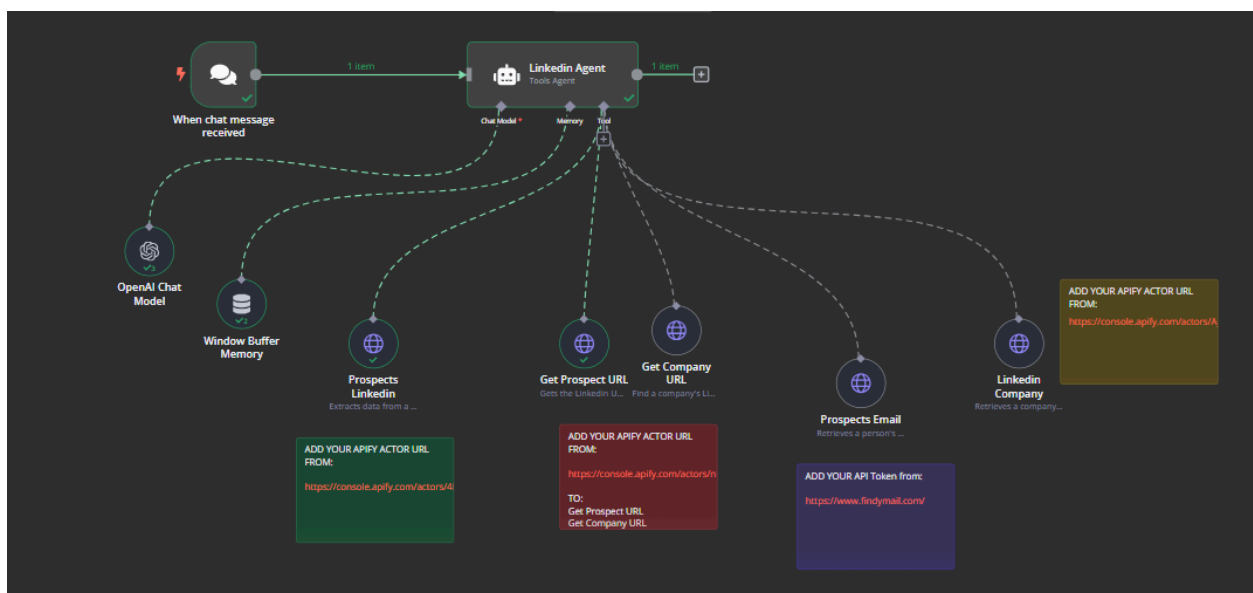 1 item
Linkedin Agent
Tools Agent
1 item
When chat message
received
Chat Model *
Memory
Tool
3
OpenAI Chat
Model
2
Window Buffer
Memory
Prospects
Linkedin
Extracts data from a ...
Get Prospect URL
Gets the Linkedin U...
Get Company
URL
Find a company's Li...
Prospects Email
Retrieves a person's ...
Linkedin
Company
Retrieves a company...
ADD YOUR APIFY ACTOR URL
FROM:
https://console.apify.com/actors/A
ADD YOUR APIFY ACTOR URL
FROM:
https://console.apify.com/actors/4
ADD YOUR APIFY ACTOR URL
FROM:
https://console.apify.com/actors/n
TO:
Get Prospect URL
Get Company URL
ADD YOUR API Token from:
https://www.findymail.com/